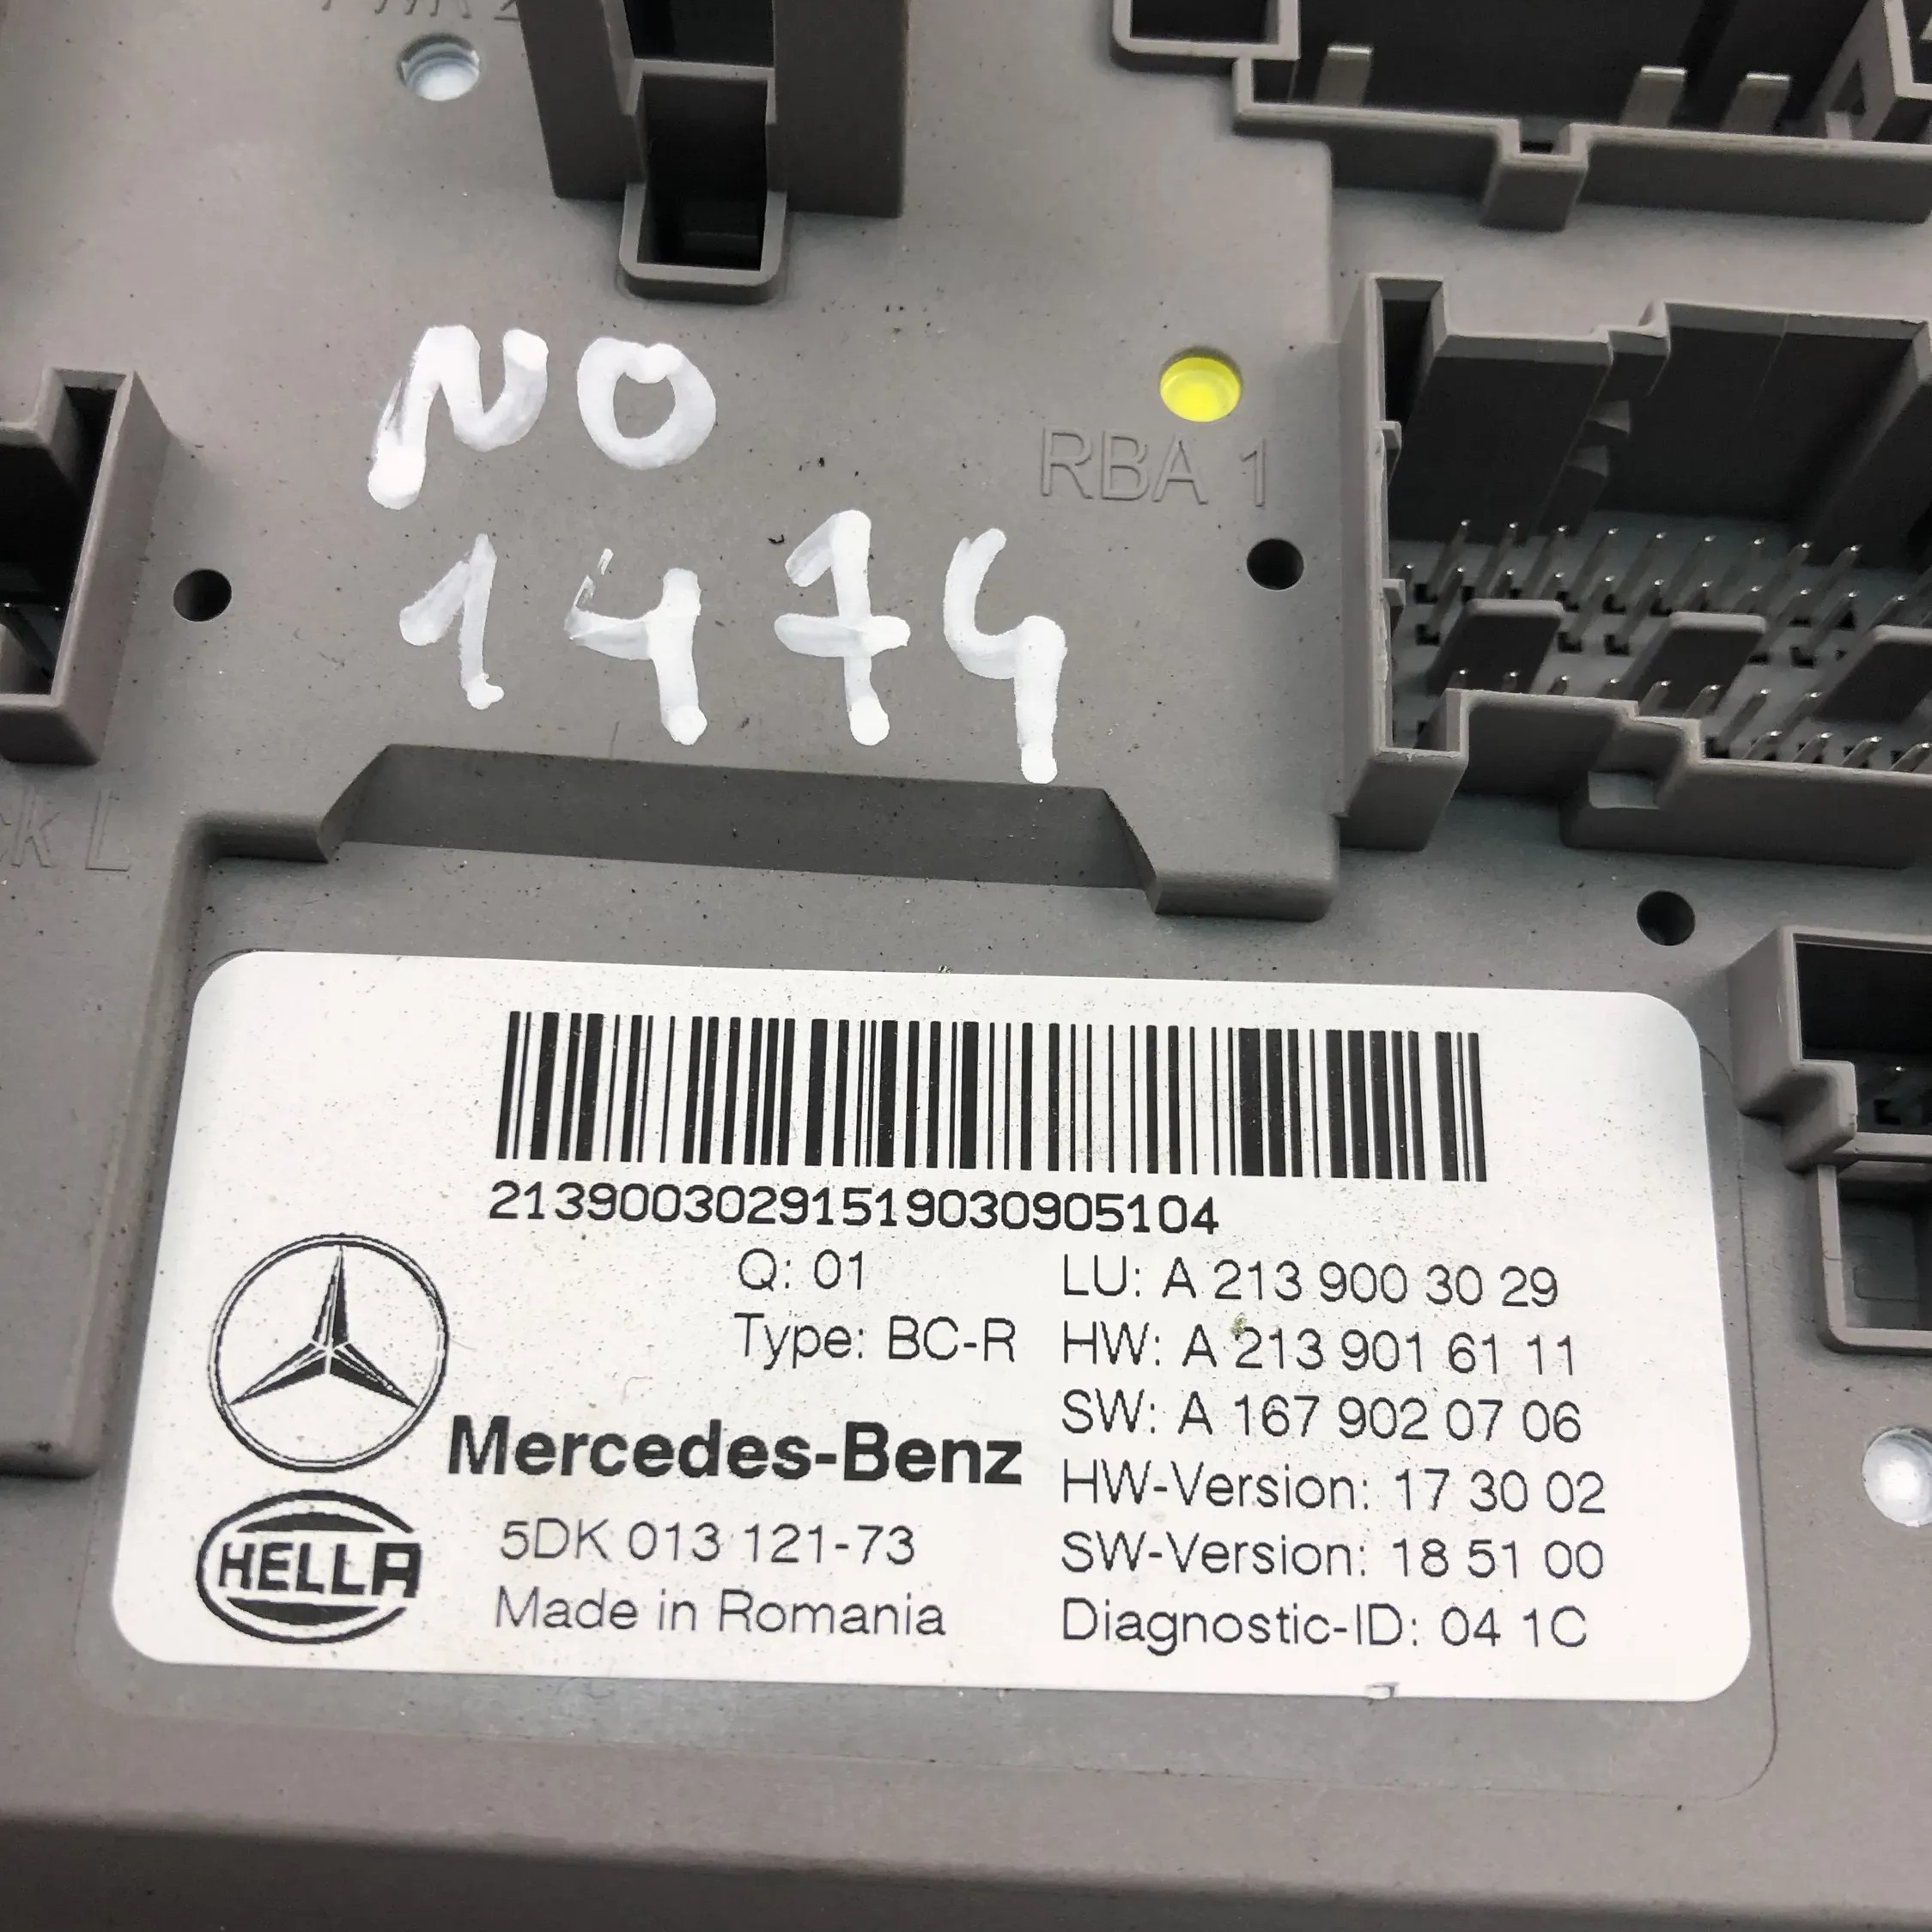 NO
1474
RBA 1
21390030291519030905104
Q: 01
Type: BC-R
LU: A 213 900 30 29
HW: A 213 901 61 11
SW: A 167 902 07 06
HW-Version: 17 30 02
SW-Version: 18 51 00
Diagnostic-ID: 04 1C
Mercedes-Benz
HELLA
5DK 013 121-73
Made in Romania